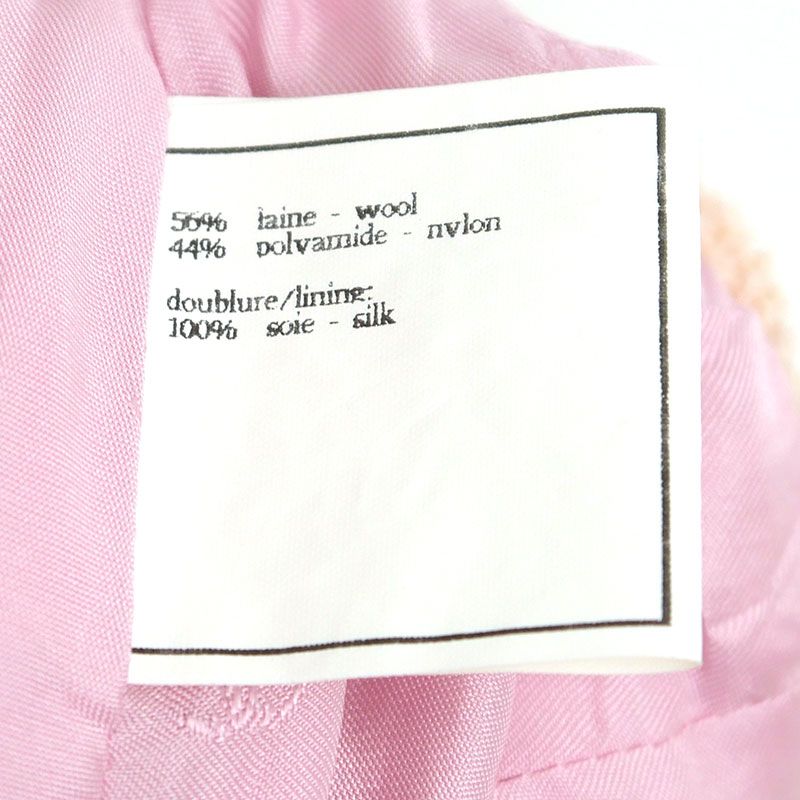 56% laine - wool
44% polyamide - nylon
doublure/lining:
100% soie - silk